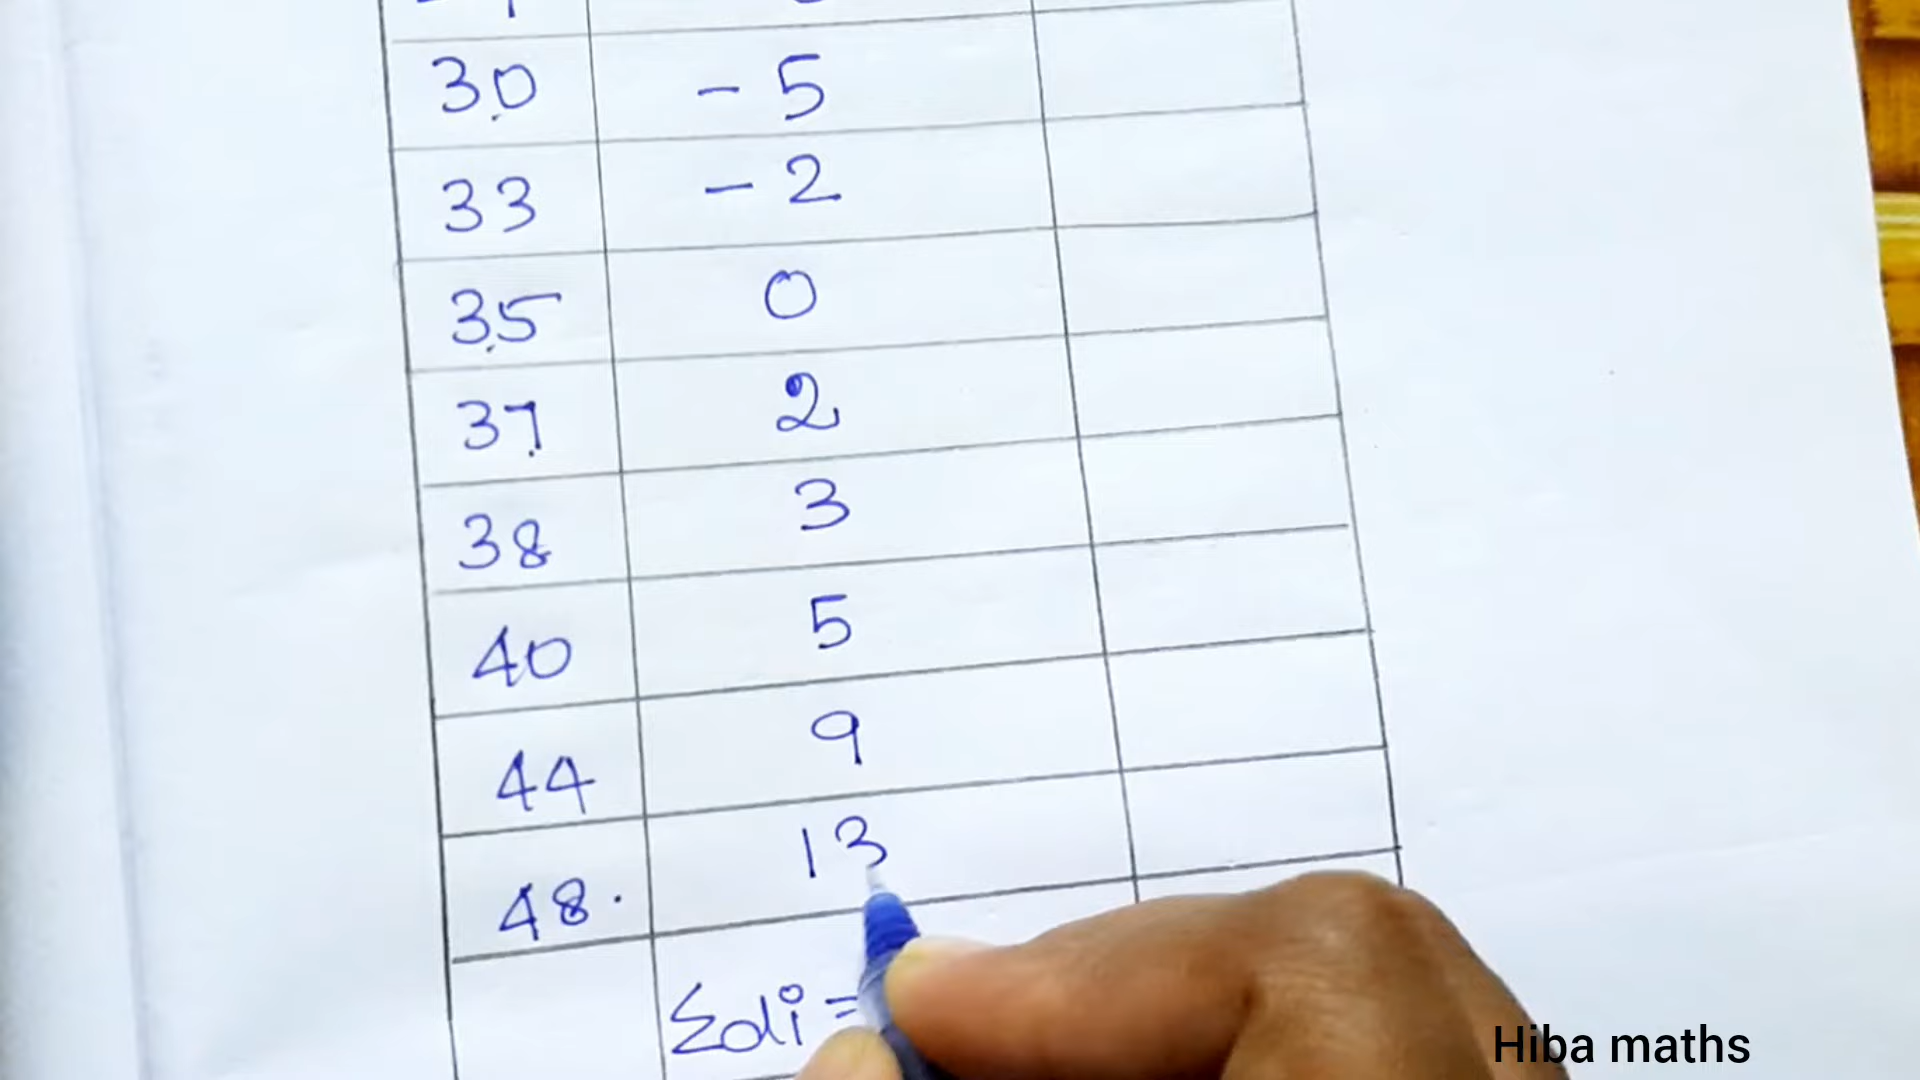 30 - 5
33 - 2
35 0
37 2
38 3
40 5
44 9
48. 13
Σdi =
Hiba maths